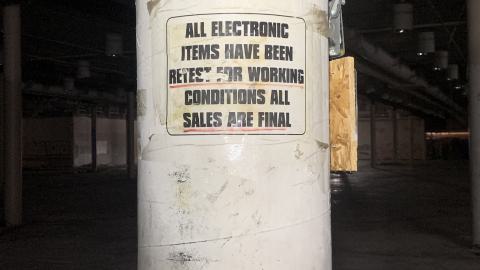 ALL ELECTRONIC
ITEMS HAVE BEEN
RETEST FOR WORKING
CONDITIONS ALL
SALES ARE FINAL